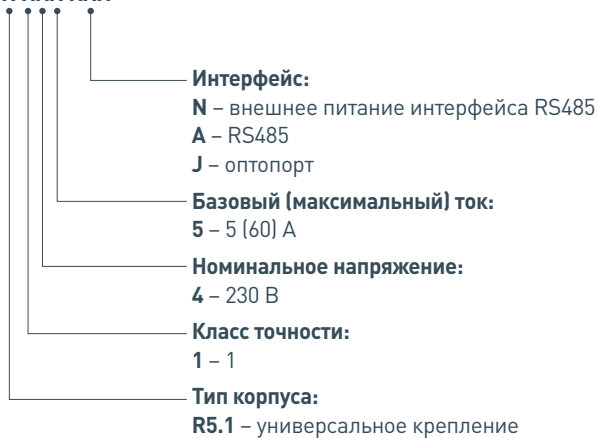 Интерфейс:
N – внешнее питание интерфейса RS485
A – RS485
J – оптопорт
Базовый (максимальный) ток:
5 – 5 (60) А
Номинальное напряжение:
4 – 230 В
Класс точности:
1 – 1
Тип корпуса:
R5.1 – универсальное крепление